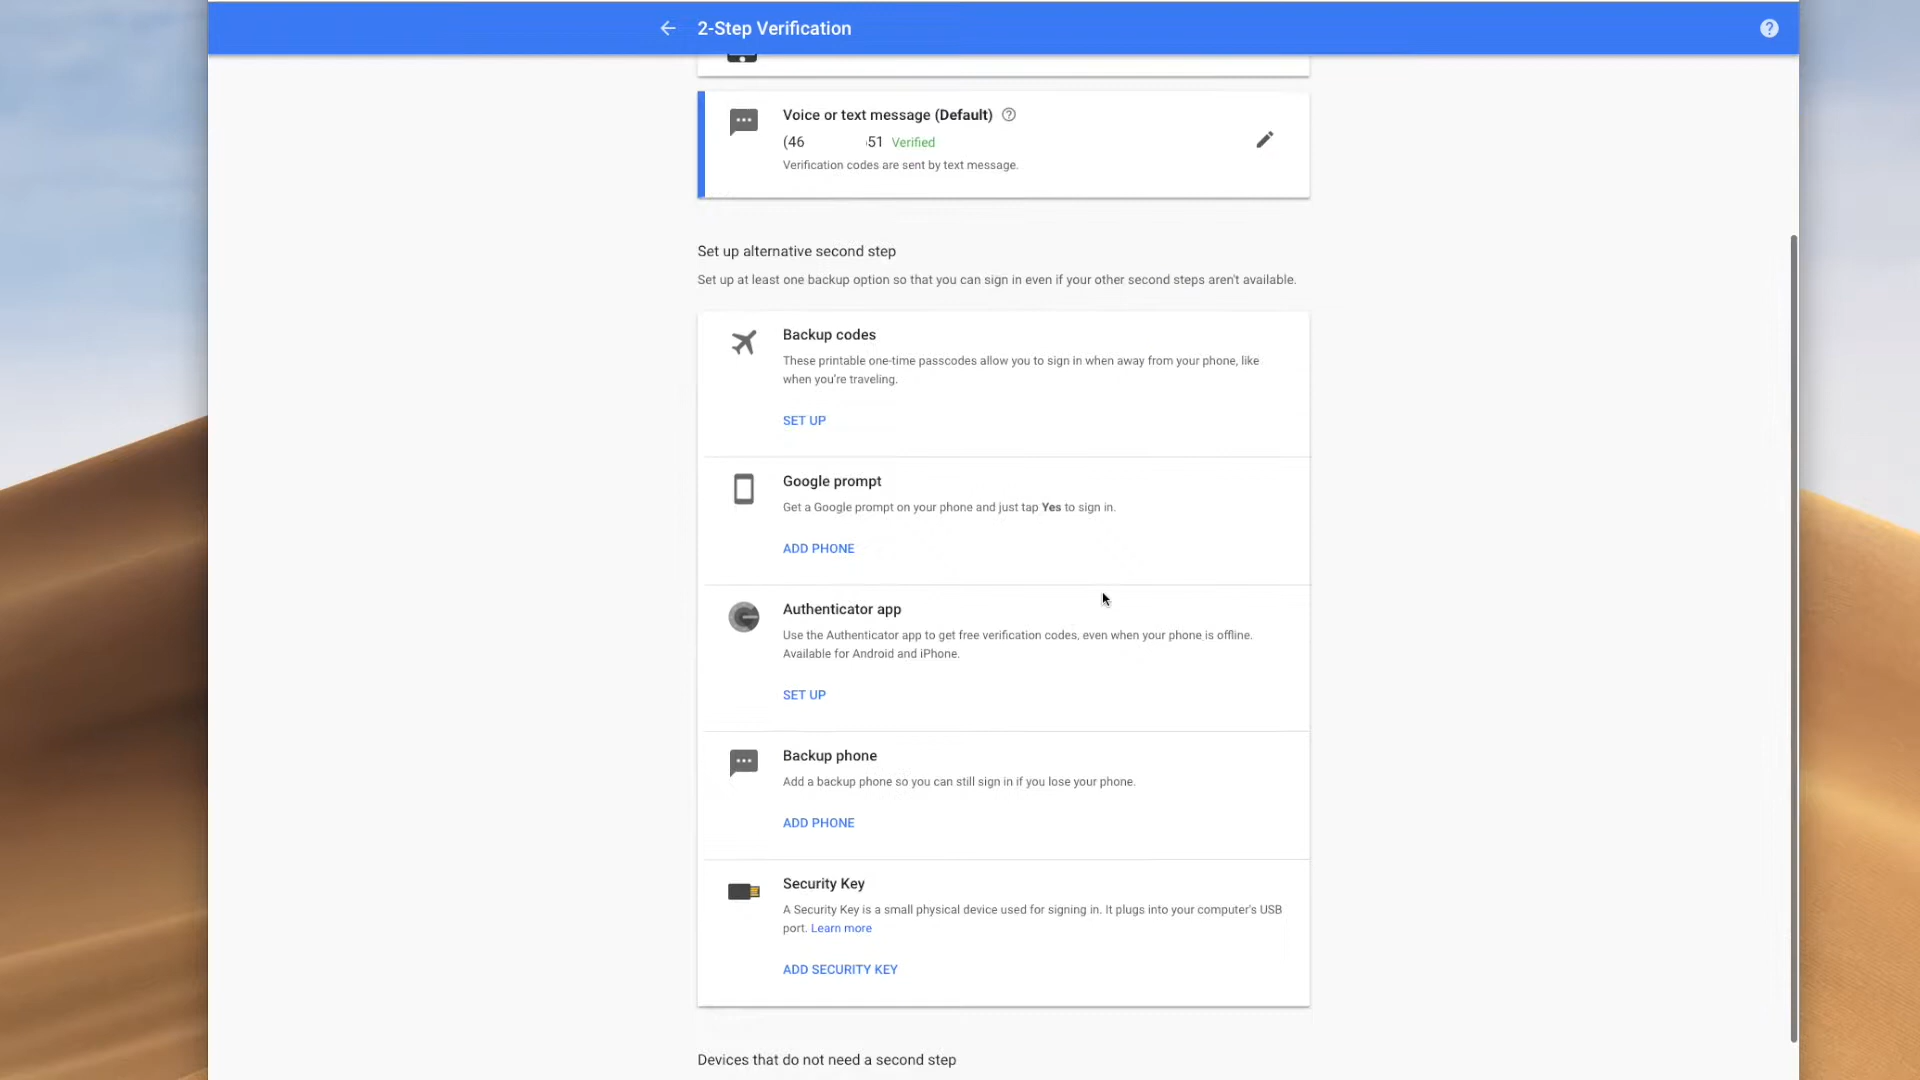 2-Step Verification
Voice or text message (Default)
(46 51 Verified
Verification codes are sent by text message.
Set up alternative second step
Set up at least one backup option so that you can sign in even if your other second steps aren't available.
Backup codes
These printable one-time passcodes allow you to sign in when away from your phone, like
when you're traveling.
SET UP
Google prompt
Get a Google prompt on your phone and just tap Yes to sign in.
ADD PHONE
Authenticator app
Use the Authenticator app to get free verification codes, even when your phone is offline.
Available for Android and iPhone.
SET UP
Backup phone
Add a backup phone so you can still sign in if you lose your phone.
ADD PHONE
Security Key
A Security Key is a small physical device used for signing in. It plugs into your computer's USB
port. Learn more
ADD SECURITY KEY
Devices that do not need a second step